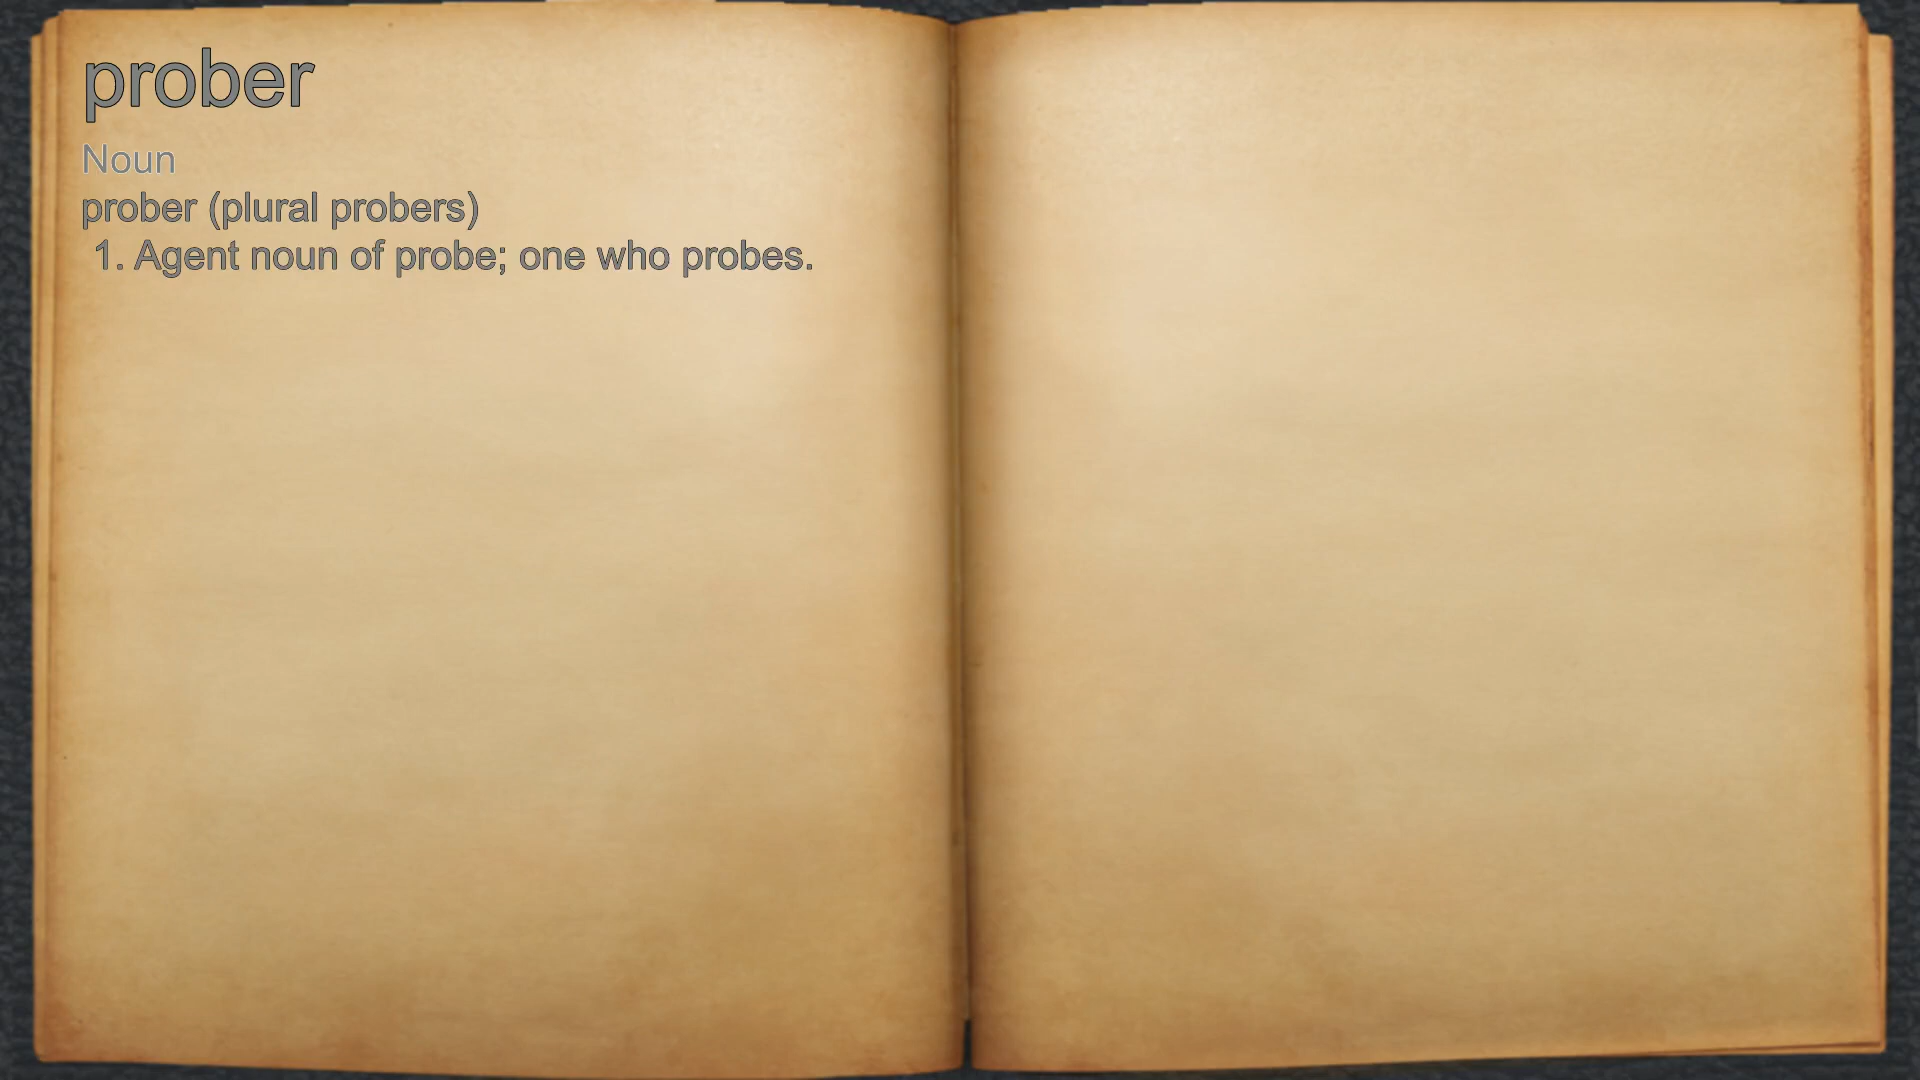 prober
Noun
prober (plural probers)
1. Agent noun of probe; one who probes.